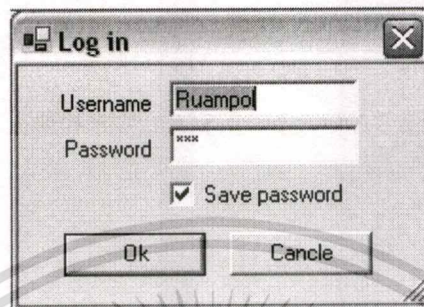 Log in
Username Ruampol
Password ***
Save password
Ok Cancle